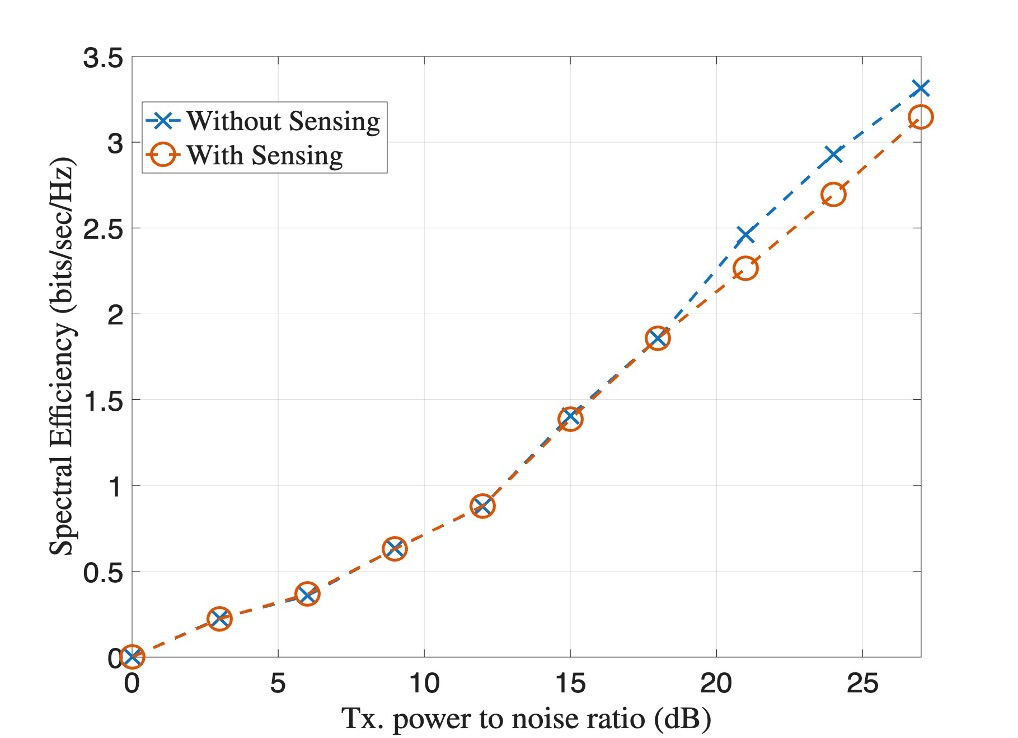 3.5
3
2.5
2
1.5
1
0.5
0
Spectral Efficiency (bits/sec/Hz)
Without Sensing
With Sensing
0 5 10 15 20 25
Tx. power to noise ratio (dB)